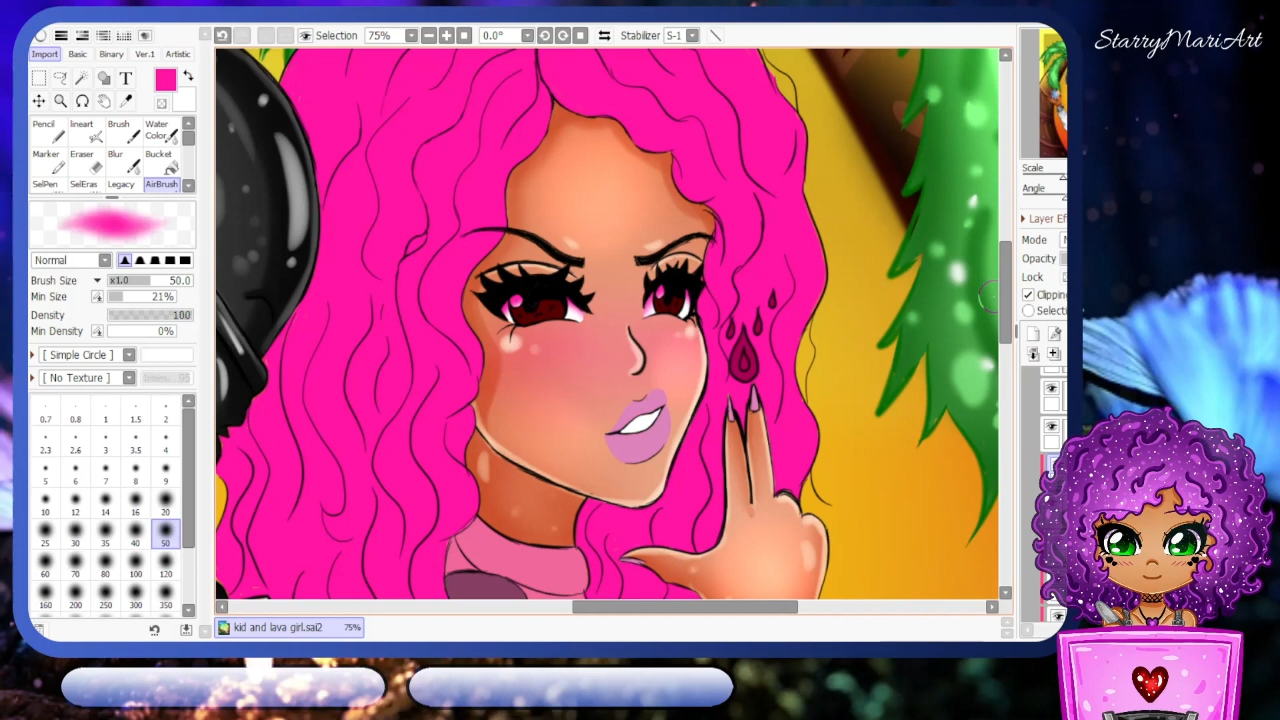 Selection 75% 0.0° Stabilizer S-1
StarryMariArt
Import Basic Binary Ver.1 Artistic
T
Pencil lineart Brush Water Color
Marker Eraser Blur Bucket
SelPen SelEras Legacy AirBrush
Normal
Brush Size x1.0 50.0
Min Size 21%
Density 100
Min Density 0%
[ Simple Circle ]
[ No Texture ]
0.7 0.8 1 1.5 2
2.3 2.6 3 3.5 4
5 6 7 8 9
10 12 14 16 20
25 30 35 40 50
60 70 80 100 120
160 200 250 300 350
Scale
Angle
Layer Ef
Mode
Opacity
Lock
Clippin
Selecti
kid and lava girl.sai2 75%